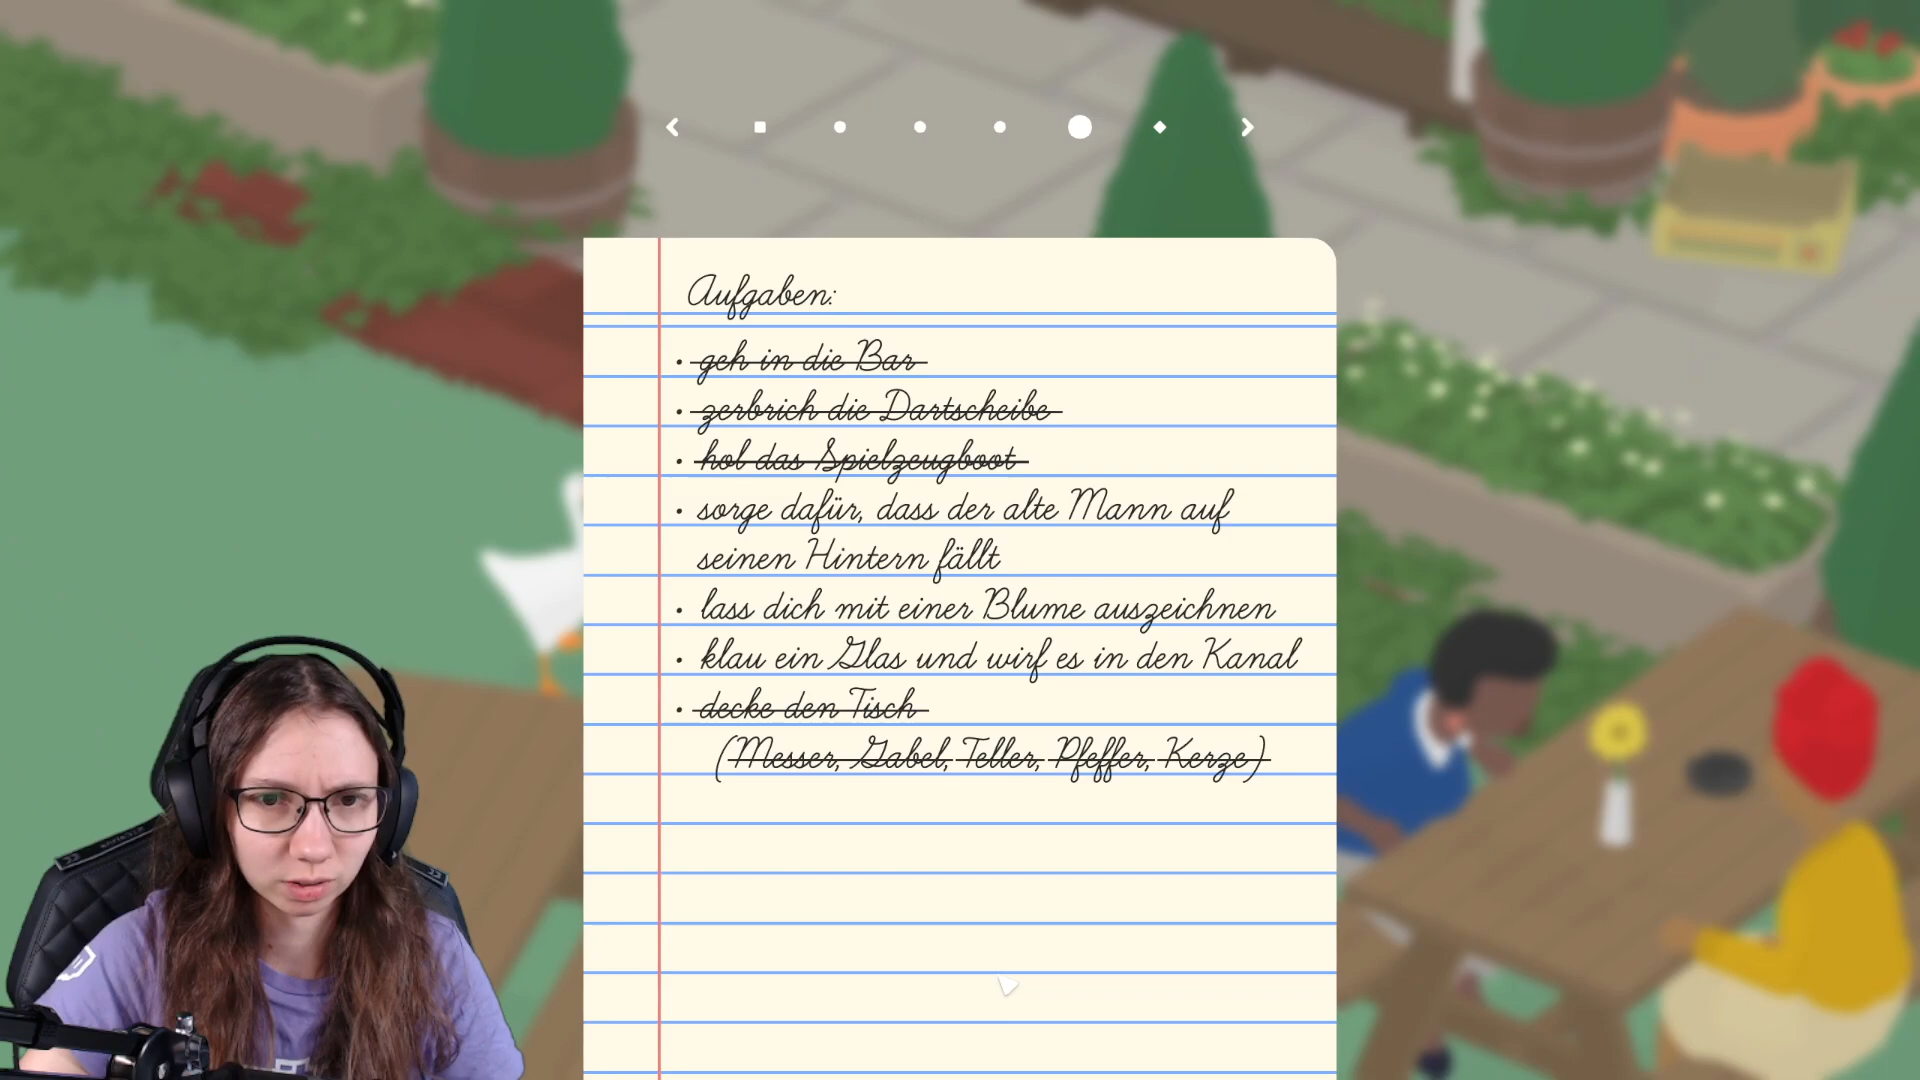 Aufgaben:
• geh in die Bar
• zerbrich die Dartscheibe
• hol das Spielzeugboot
• sorge dafür, dass der alte Mann auf
seinen Hintern fällt
• lass dich mit einer Blume auszeichnen
• klau ein Glas und wirf es in den Kanal
• decke den Tisch
(Messer, Gabel, Teller, Pfeffer, Kerze)